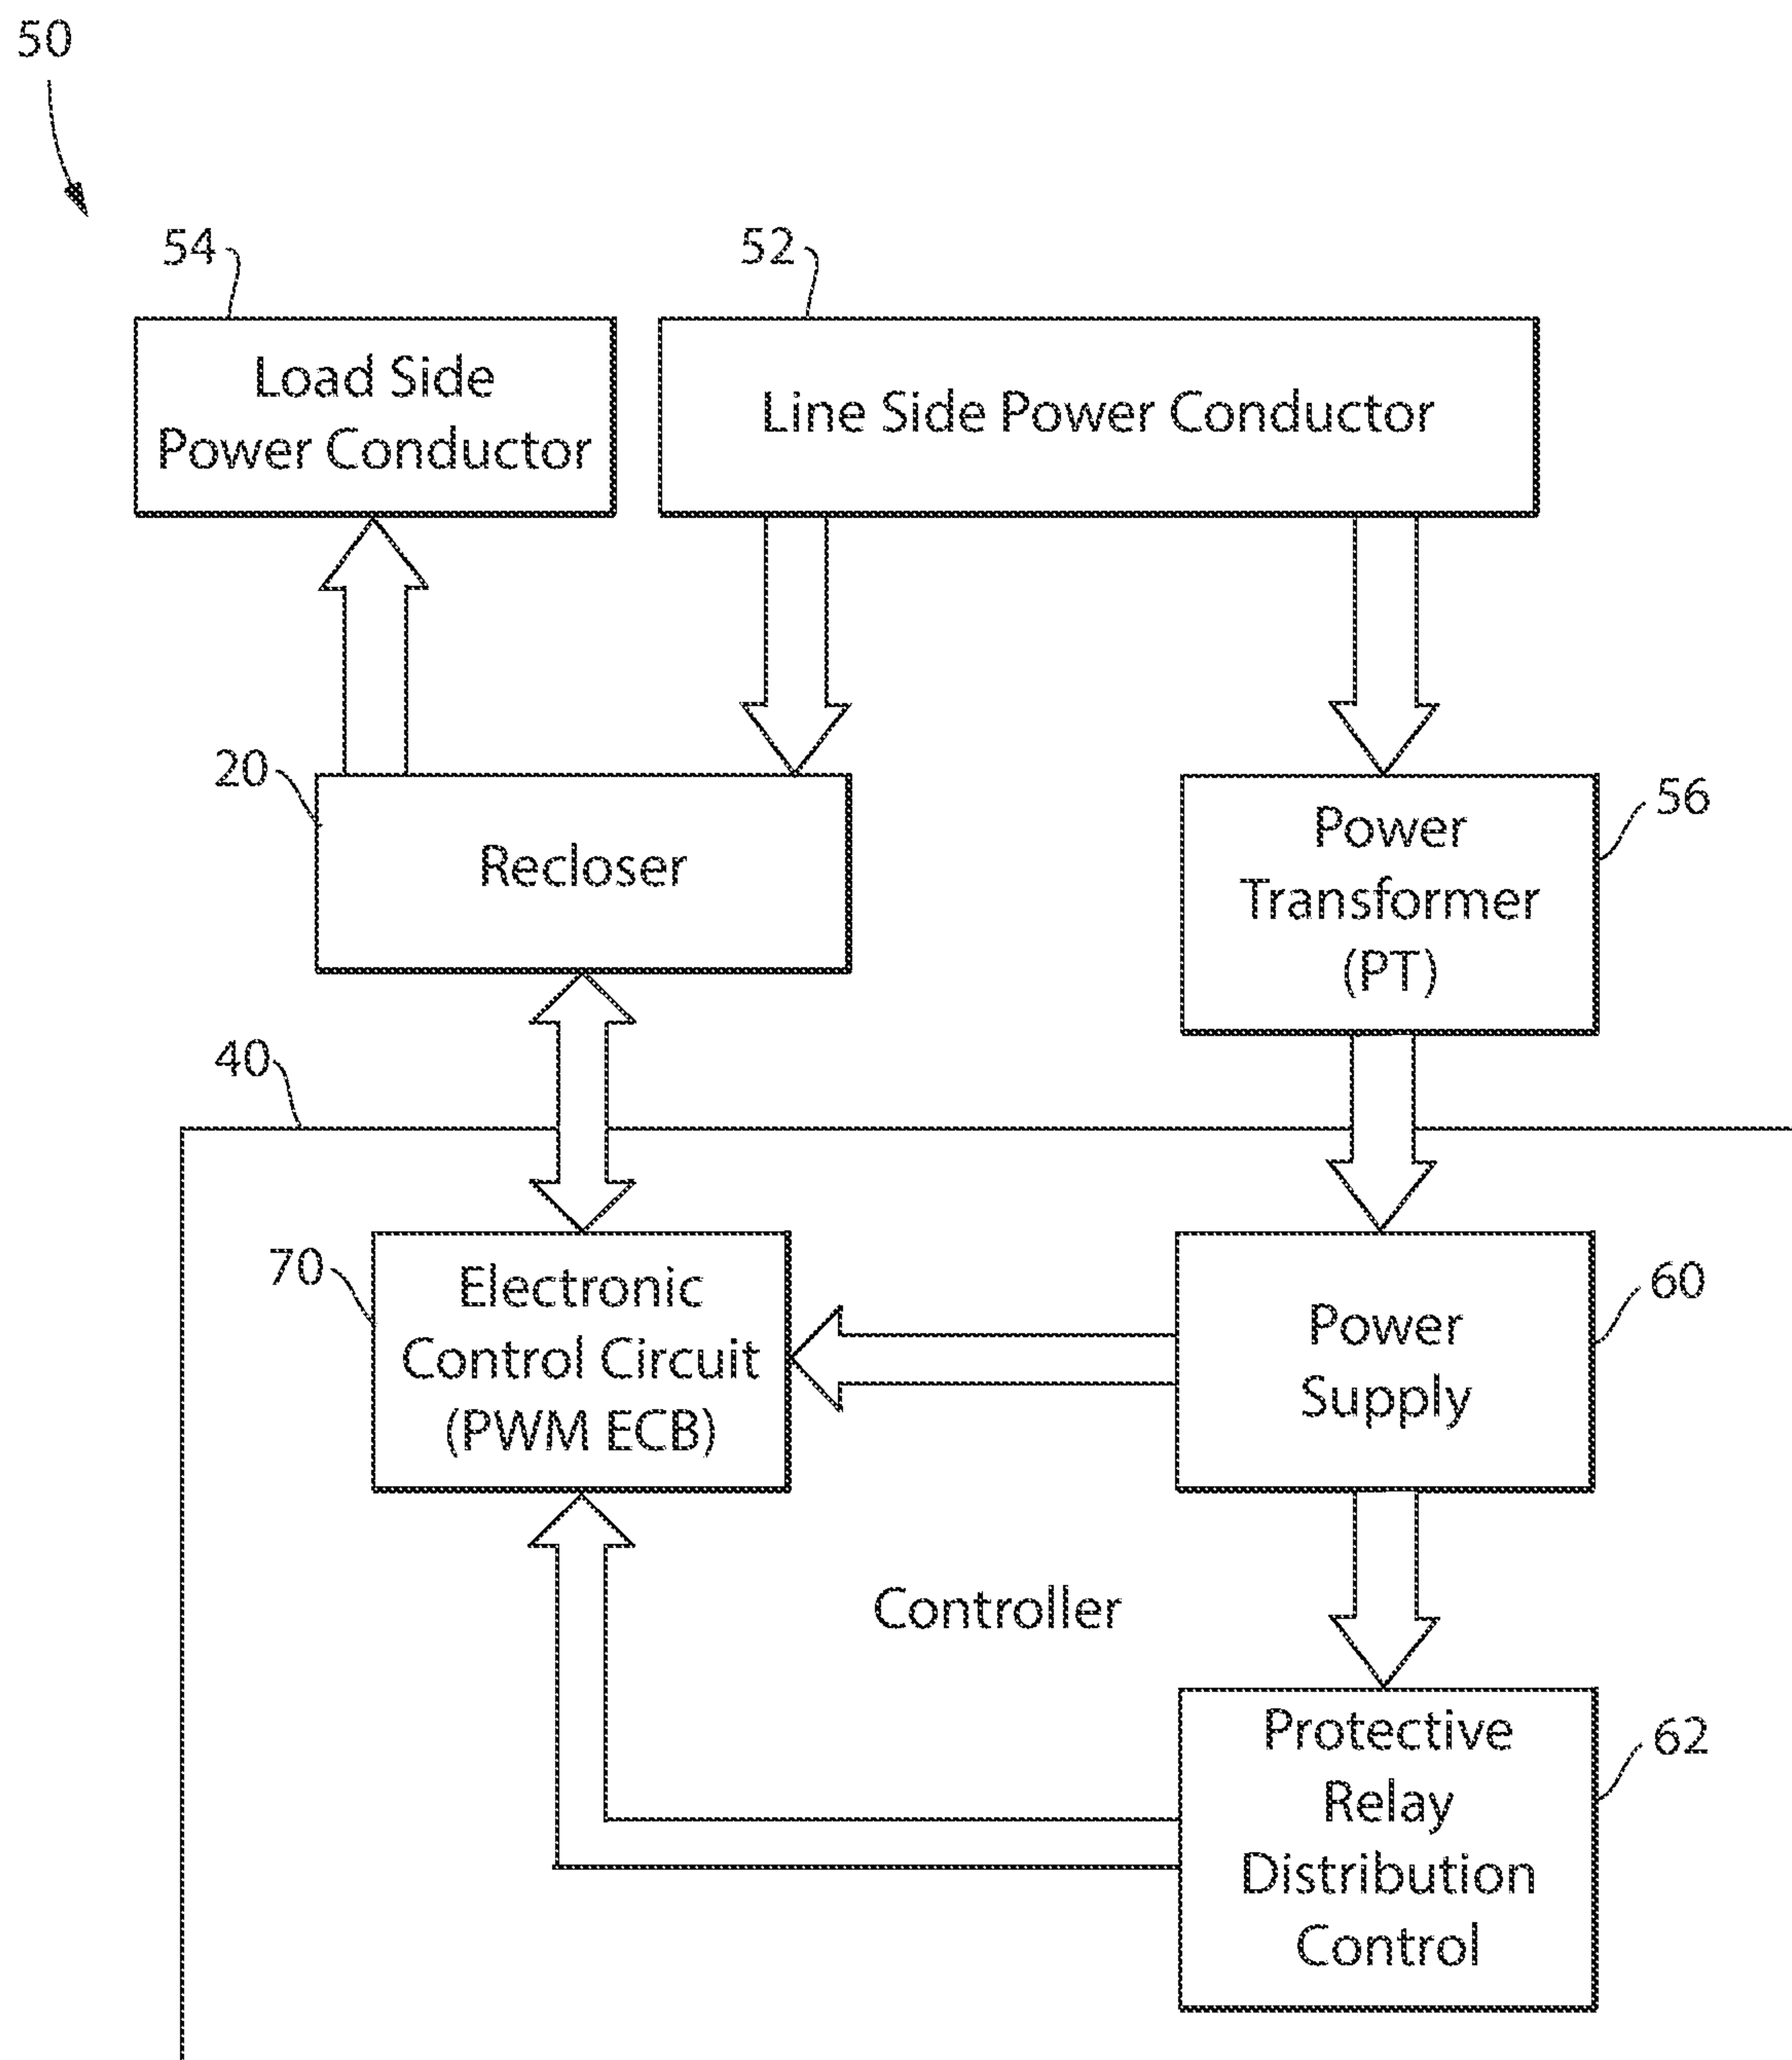 50
54
52
Load Side
Power Conductor
Line Side Power Conductor
20
Recloser
56
Power
Transformer
(PT)
40
70
Electronic
Control Circuit
(PWM ECB)
60
Power
Supply
Controller
62
Protective
Relay
Distribution
Control